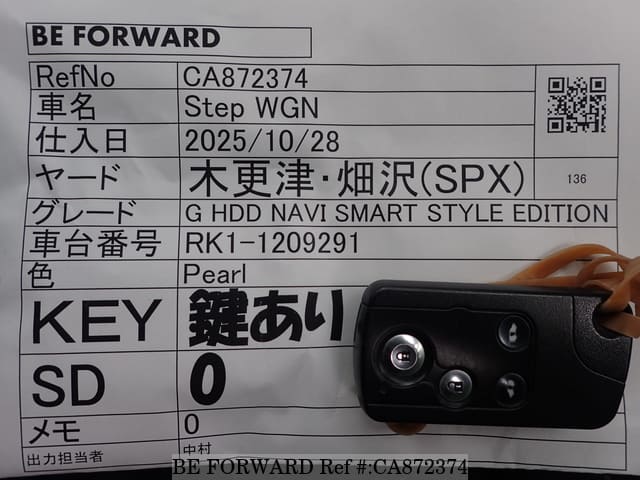 BE FORWARD
RefNo CA872374
車名 Step WGN
仕入日 2025/10/28
ヤード 木更津・畑沢(SPX) 136
グレード G HDD NAVI SMART STYLE EDITION
車台番号 RK1-1209291
色 Pearl
KEY 鍵あり
SD 0
メモ 0
出力担当者 中村
BE FORWARD Ref #:CA872374